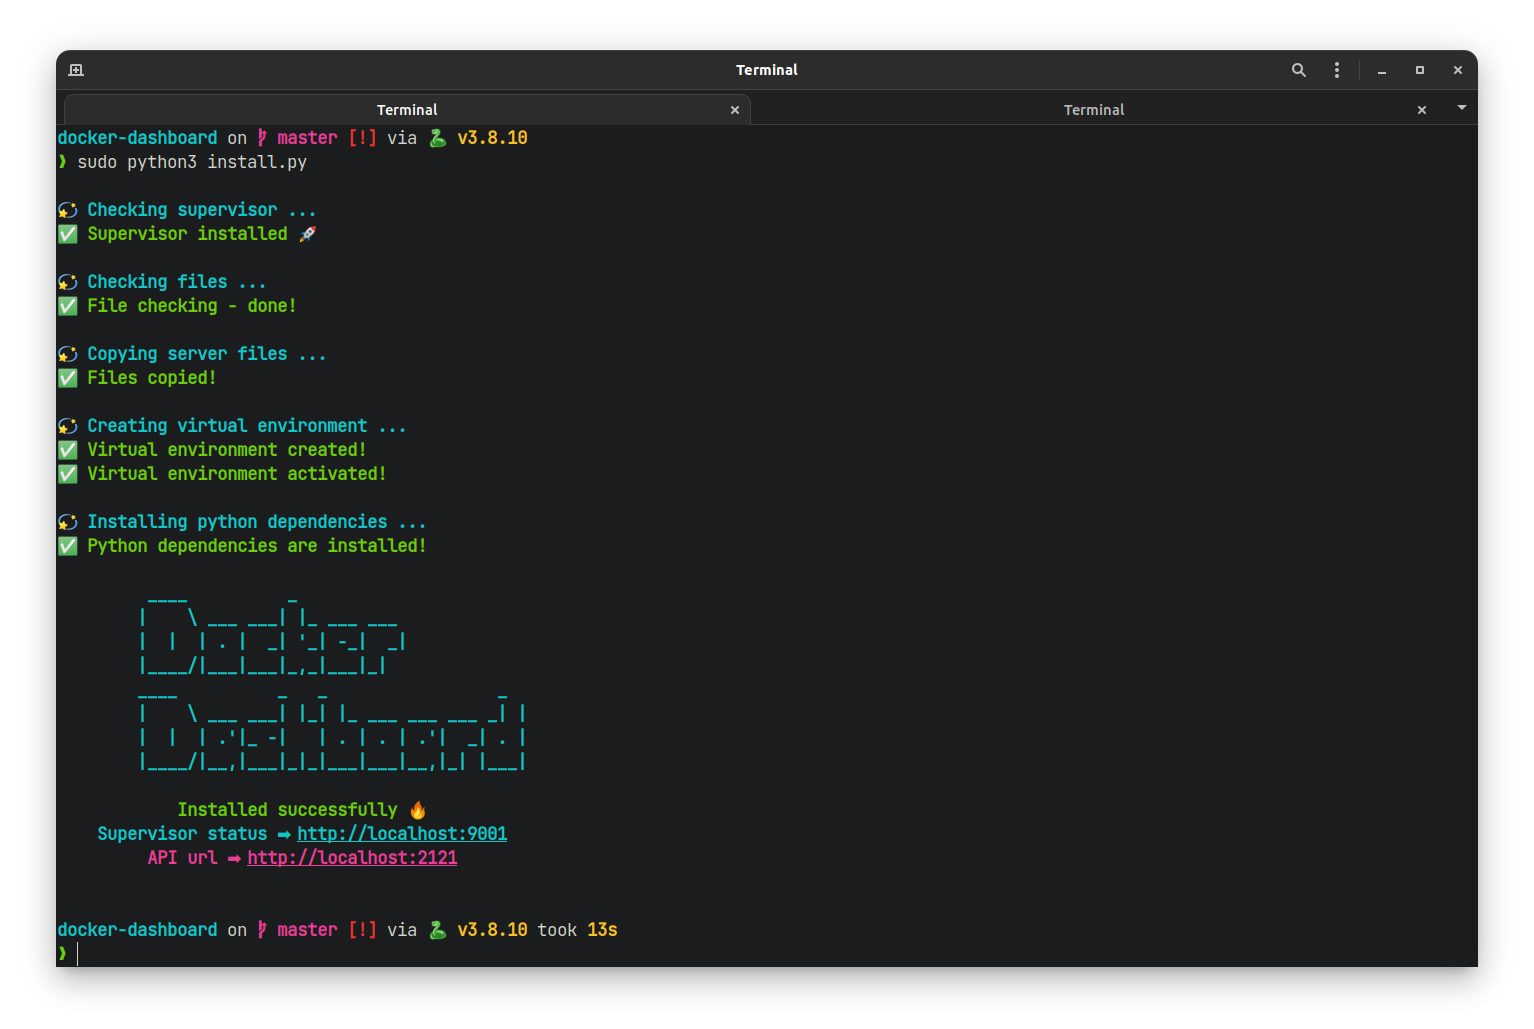 Terminal
Terminal
Terminal
docker-dashboard on master [!] via 🐍 v3.8.10
❱ sudo python3 install.py
💫 Checking supervisor ...
✅ Supervisor installed 🚀
💫 Checking files ...
✅ File checking - done!
💫 Copying server files ...
✅ Files copied!
💫 Creating virtual environment ...
✅ Virtual environment created!
✅ Virtual environment activated!
💫 Installing python dependencies ...
✅ Python dependencies are installed!
Docker
Dashboard
Installed successfully 🔥
Supervisor status ➡ http://localhost:9001
API url ➡ http://localhost:2121
docker-dashboard on master [!] via 🐍 v3.8.10 took 13s
❱